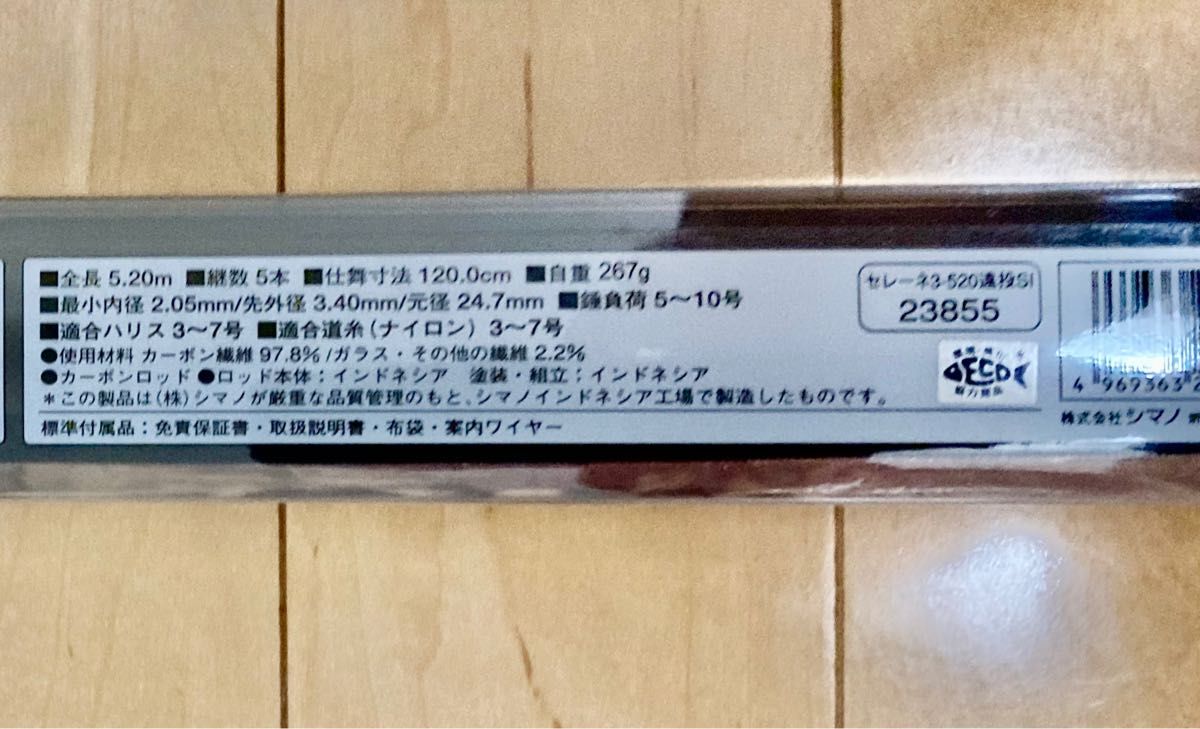 ■全長 5.20m ■継数 5本 ■仕舞寸法 120.0cm ■自重 267g
■最小内径 2.05mm/先外径 3.40mm/元径 24.7mm ■錘負荷 5〜10号
■適合ハリス 3〜7号 ■適合道糸(ナイロン) 3〜7号
●使用材料 カーボン繊維 97.8%/ガラス・その他の繊維 2.2%
●カーボンロッド ●ロッド本体:インドネシア 塗装・組立:インドネシア
＊この製品は(株)シマノが厳重な品質管理のもと、シマノインドネシア工場で製造したものです。
標準付属品:免責保証書・取扱説明書・布袋・案内ワイヤー
セレーネ3-520遠投SI
23855
ECO
協力商品
4 969363
株式会社 シマノ